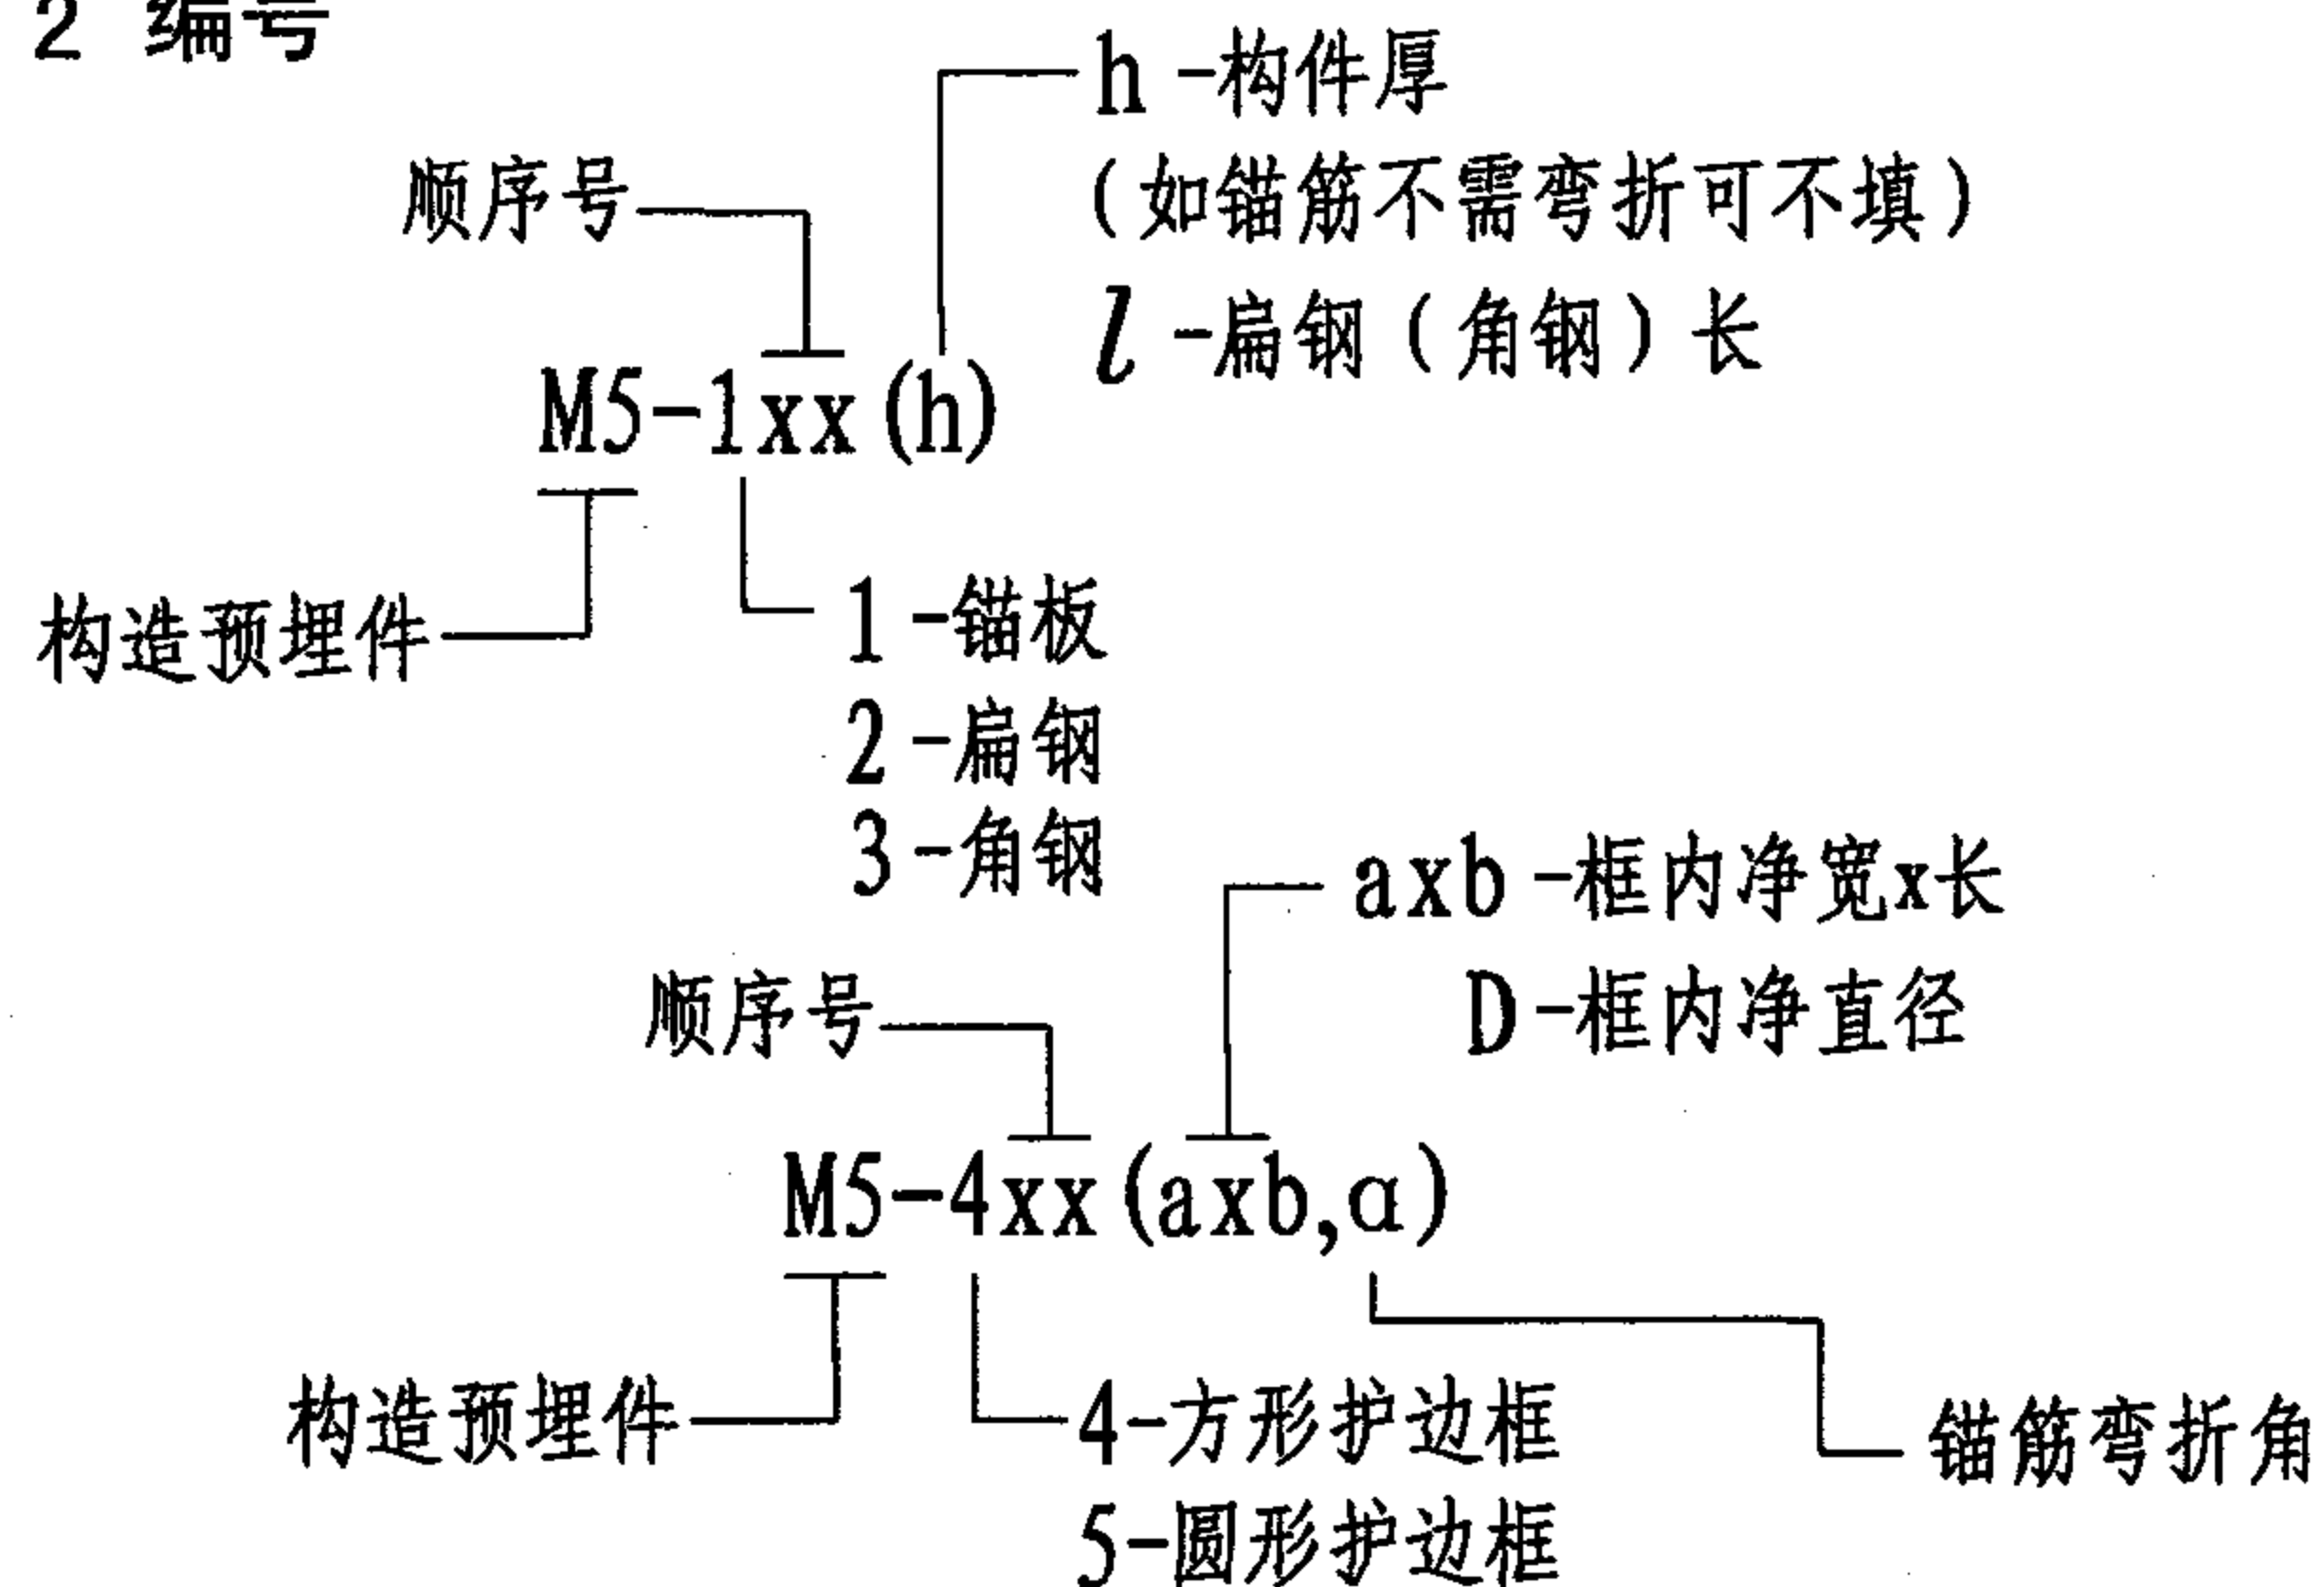 2 编号
h -构件厚
顺序号
(如锚筋不需弯折可不填)
l -扁钢(角钢)长
M5-1xx(h)
构造预埋件
1-锚板
2-扁钢
3-角钢
axb-框内净宽x长
顺序号
D-框内净直径
M5-4xx(axb,α)
构造预埋件
4-方形护边框
锚筋弯折角
5-圆形护边框